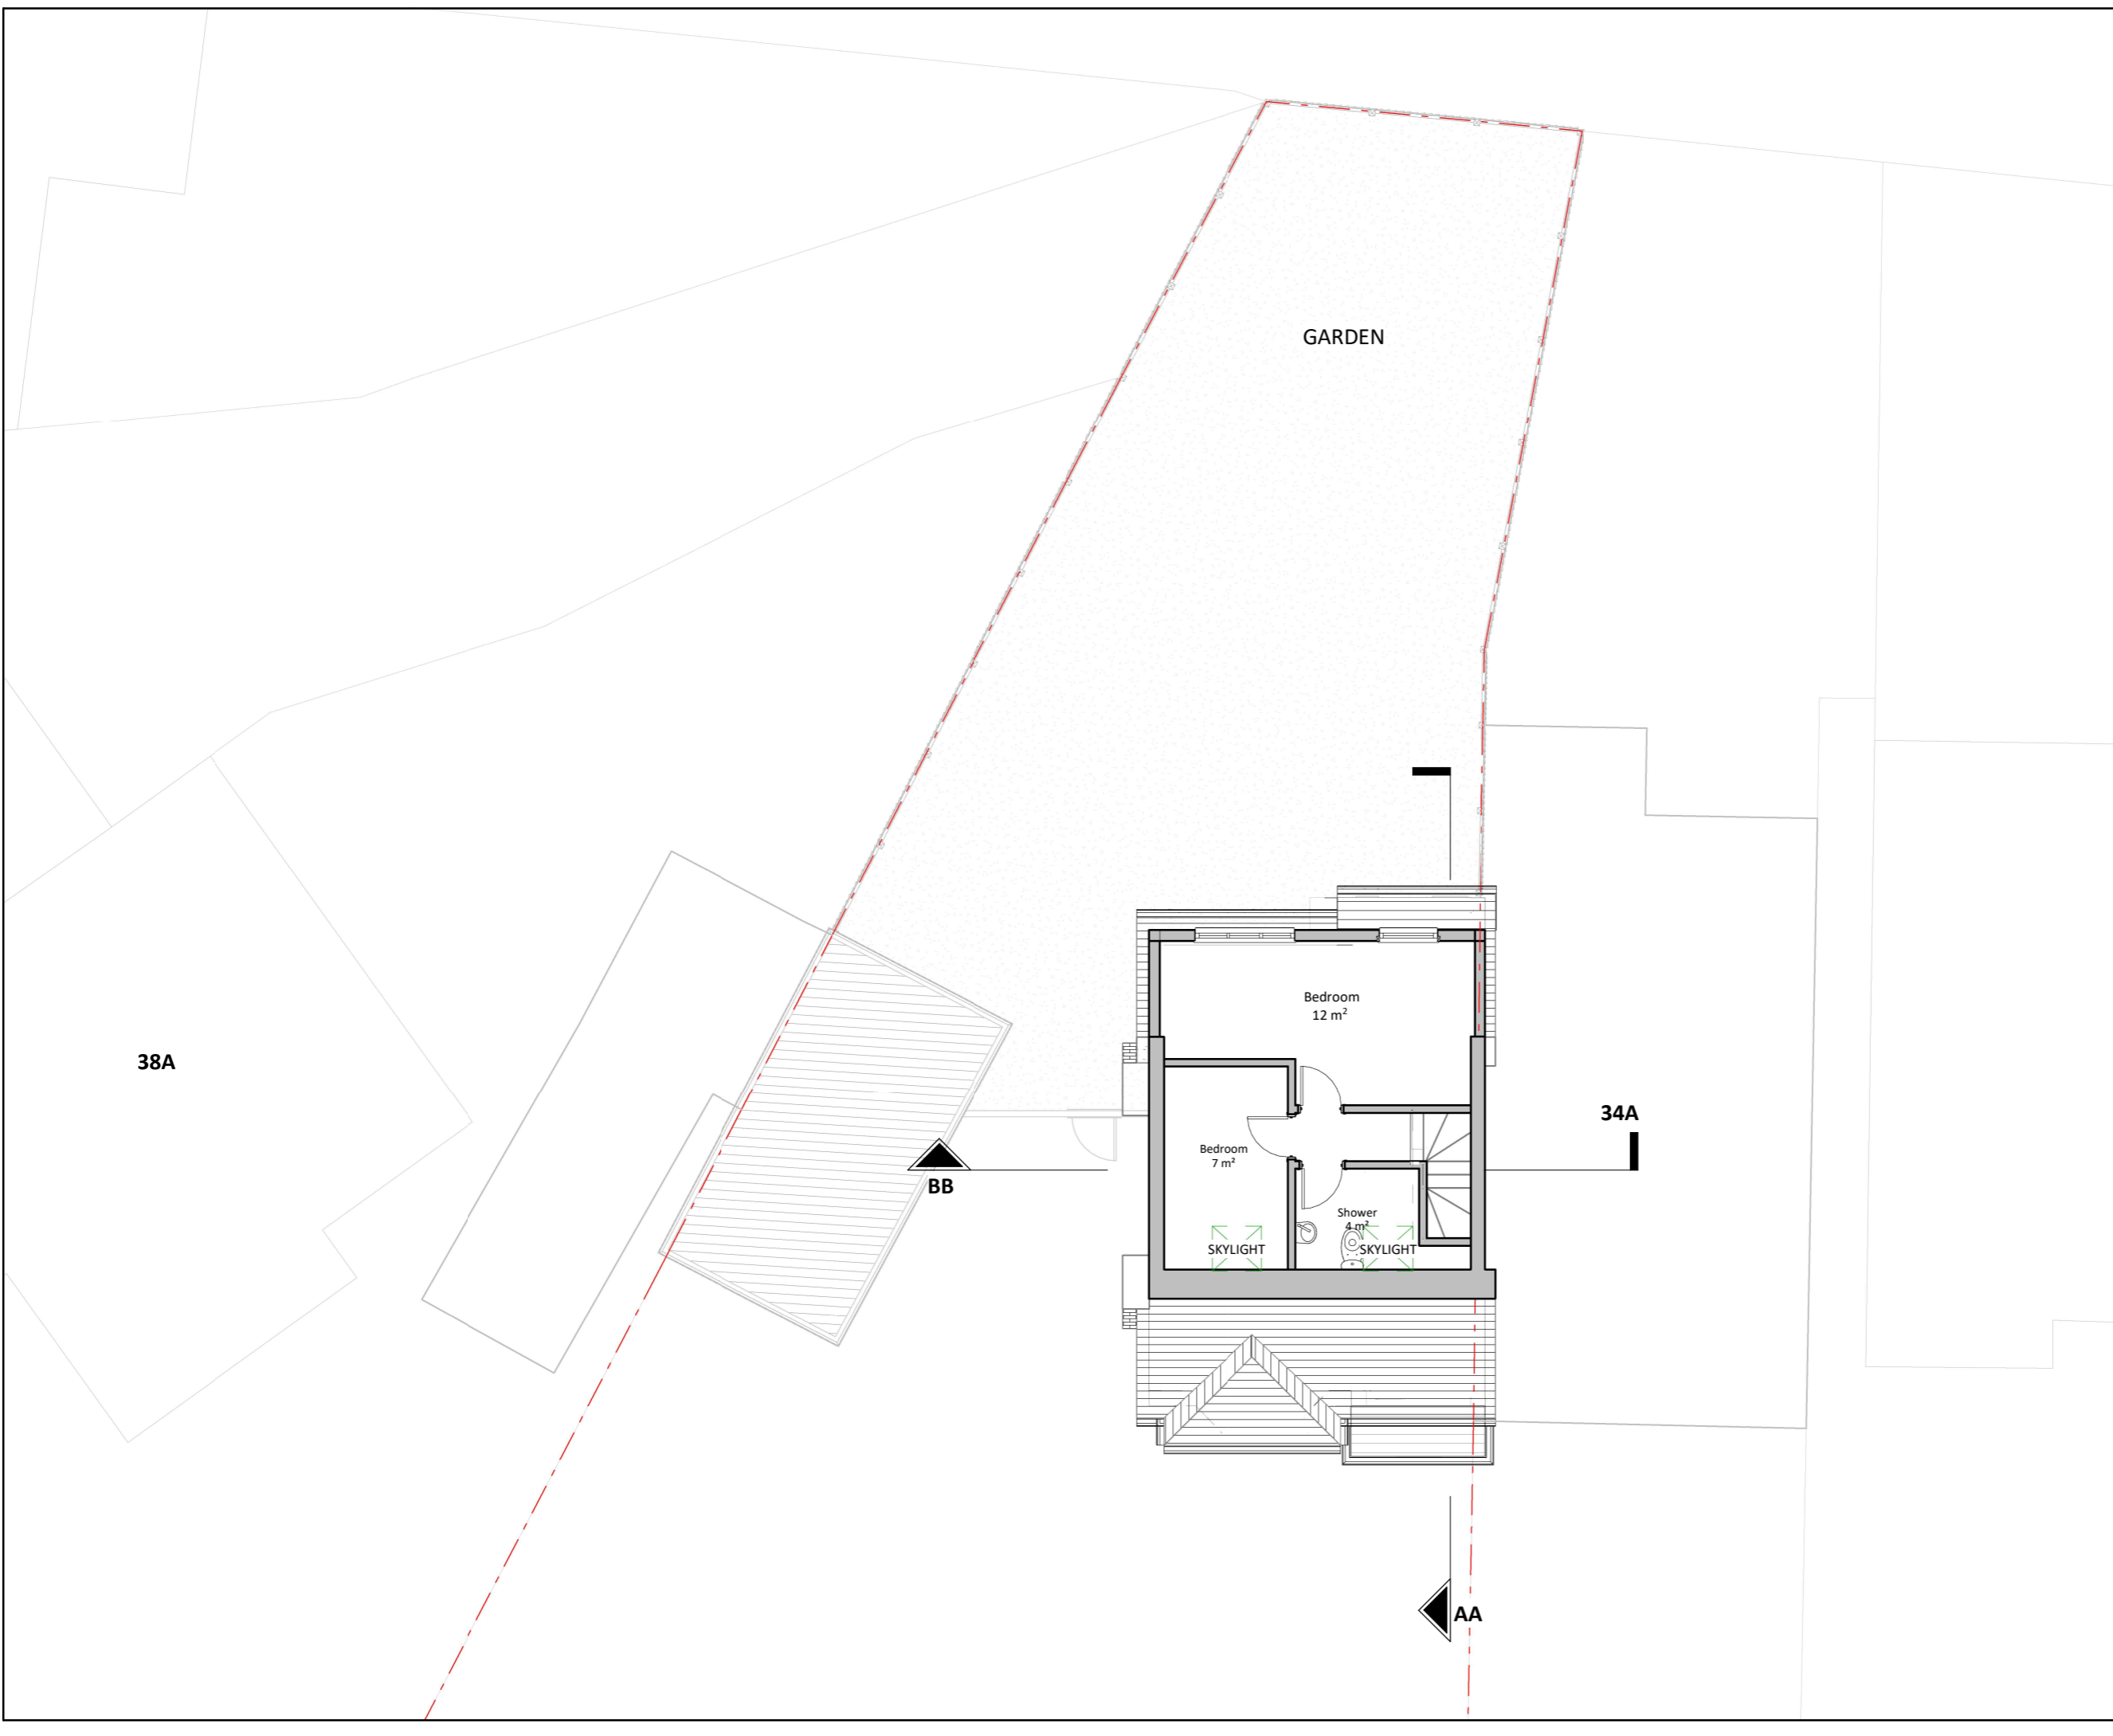 GARDEN
Bedroom
12 m²
38A
34A
Bedroom
7 m²
BB
Shower
4 m²
SKYLIGHT
SKYLIGHT
AA